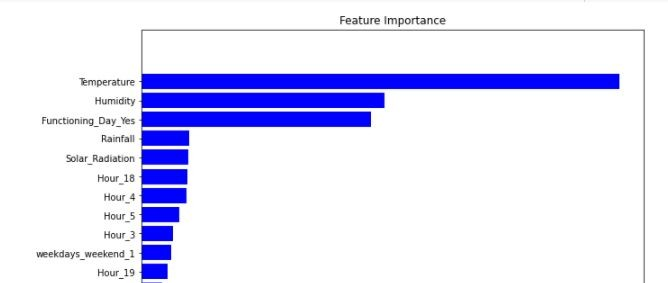 Feature Importance
Temperature
Humidity
Functioning_Day_Yes
Rainfall
Solar_Radiation
Hour_18
Hour_4
Hour_5
Hour_3
weekdays_weekend_1
Hour_19